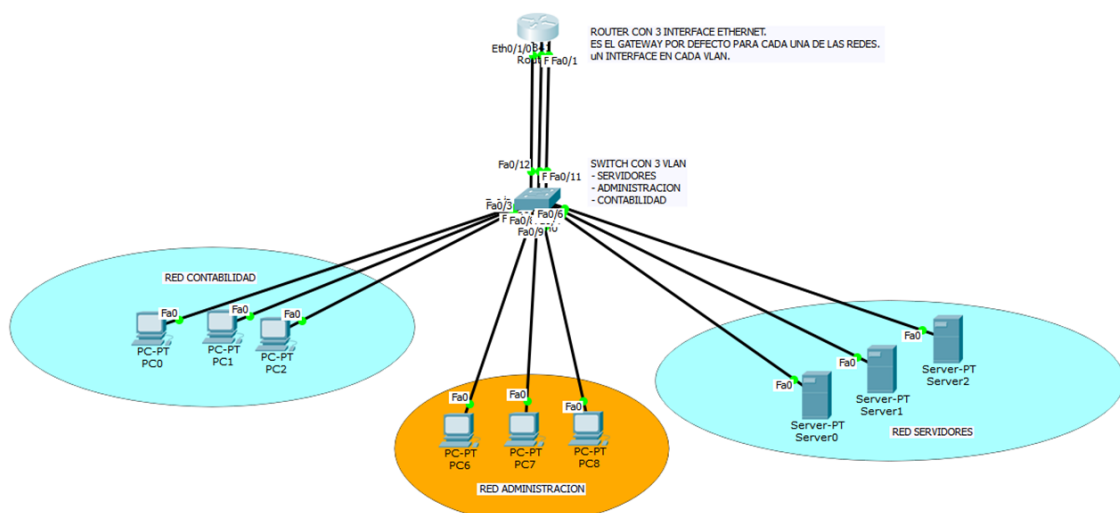 ROUTER CON 3 INTERFACE ETHERNET.
ES EL GATEWAY POR DEFECTO PARA CADA UNA DE LAS REDES.
uN INTERFACE EN CADA VLAN.
Eth0/1/0
Rout
Fa0/1
Fa0/12
Fa0/11
SWITCH CON 3 VLAN
- SERVIDORES
- ADMINISTRACION
- CONTABILIDAD
Fa0/3
Fa0/6
Fa0/9
RED CONTABILIDAD
Fa0
Fa0
Fa0
PC-PT
PC0
PC-PT
PC1
PC-PT
PC2
Fa0
Fa0
Fa0
PC-PT
PC6
PC-PT
PC7
PC-PT
PC8
RED ADMINISTRACION
Fa0
Fa0
Fa0
Server-PT
Server2
Server-PT
Server1
Server-PT
Server0
RED SERVIDORES